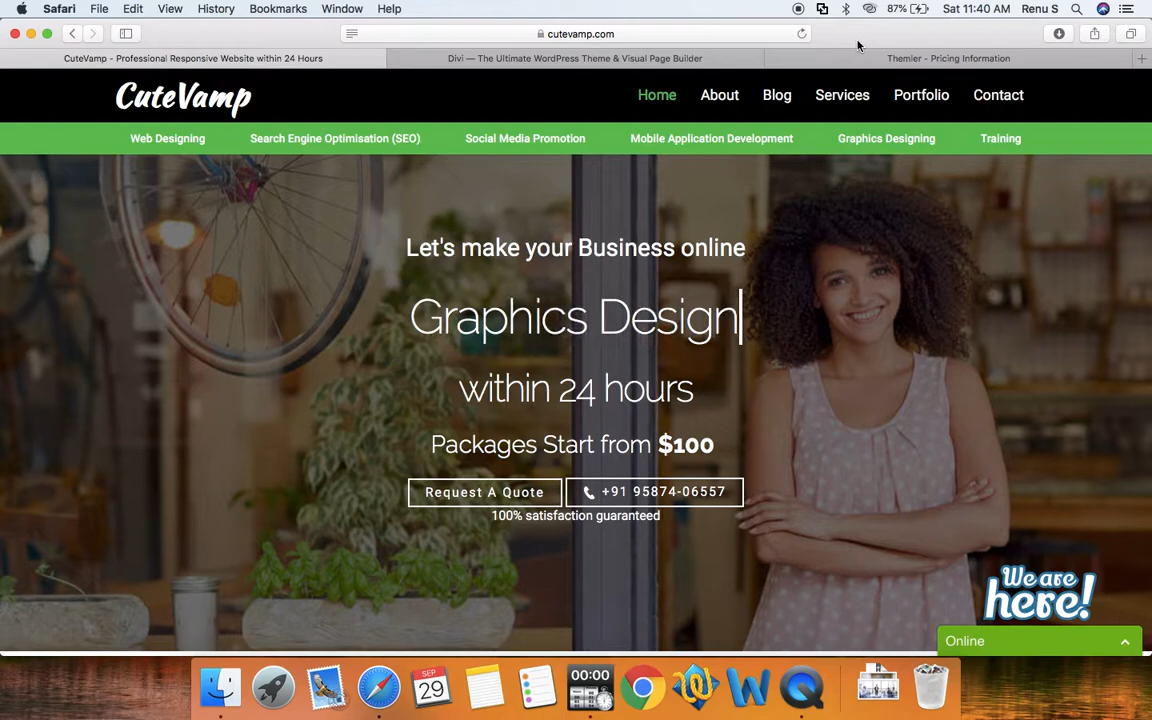 Safari File Edit View History Bookmarks Window Help 87% Sat 11:40 AM Renu S
cutevamp.com
CuteVamp - Professional Responsive Website within 24 Hours
Divi — The Ultimate WordPress Theme & Visual Page Builder
Themler - Pricing Information
CuteVamp
Home About Blog Services Portfolio Contact
Web Designing Search Engine Optimisation (SEO) Social Media Promotion Mobile Application Development Graphics Designing Training
Let's make your Business online
Graphics Design
within 24 hours
Packages Start from $100
Request A Quote +91 95874-06557
100% satisfaction guaranteed
We are
here!
Online
SEP
29
00:00